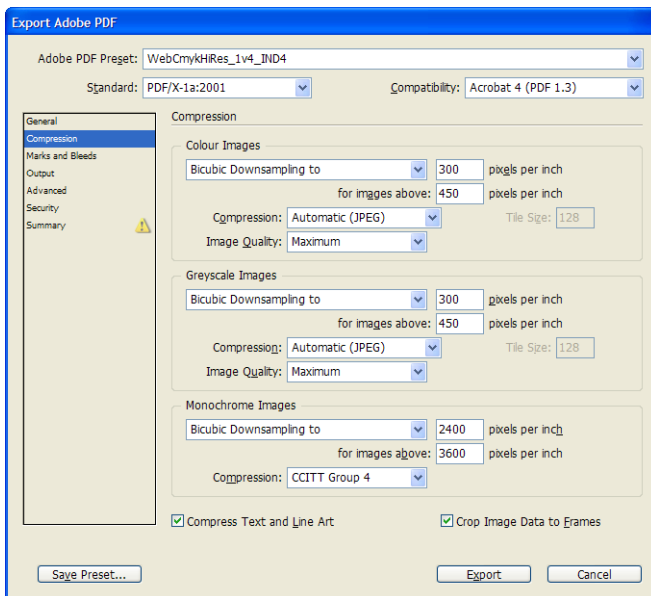 Export Adobe PDF
Adobe PDF Preset: WebCmykHiRes_1v4_IND4
Standard: PDF/X-1a:2001 Compatibility: Acrobat 4 (PDF 1.3)
General
Compression
Marks and Bleeds
Output
Advanced
Security
Summary
Compression
Colour Images
Bicubic Downsampling to 300 pixels per inch
for images above: 450 pixels per inch
Compression: Automatic (JPEG) Tile Size: 128
Image Quality: Maximum
Greyscale Images
Bicubic Downsampling to 300 pixels per inch
for images above: 450 pixels per inch
Compression: Automatic (JPEG) Tile Size: 128
Image Quality: Maximum
Monochrome Images
Bicubic Downsampling to 2400 pixels per inch
for images above: 3600 pixels per inch
Compression: CCITT Group 4
Compress Text and Line Art Crop Image Data to Frames
Save Preset... Export Cancel